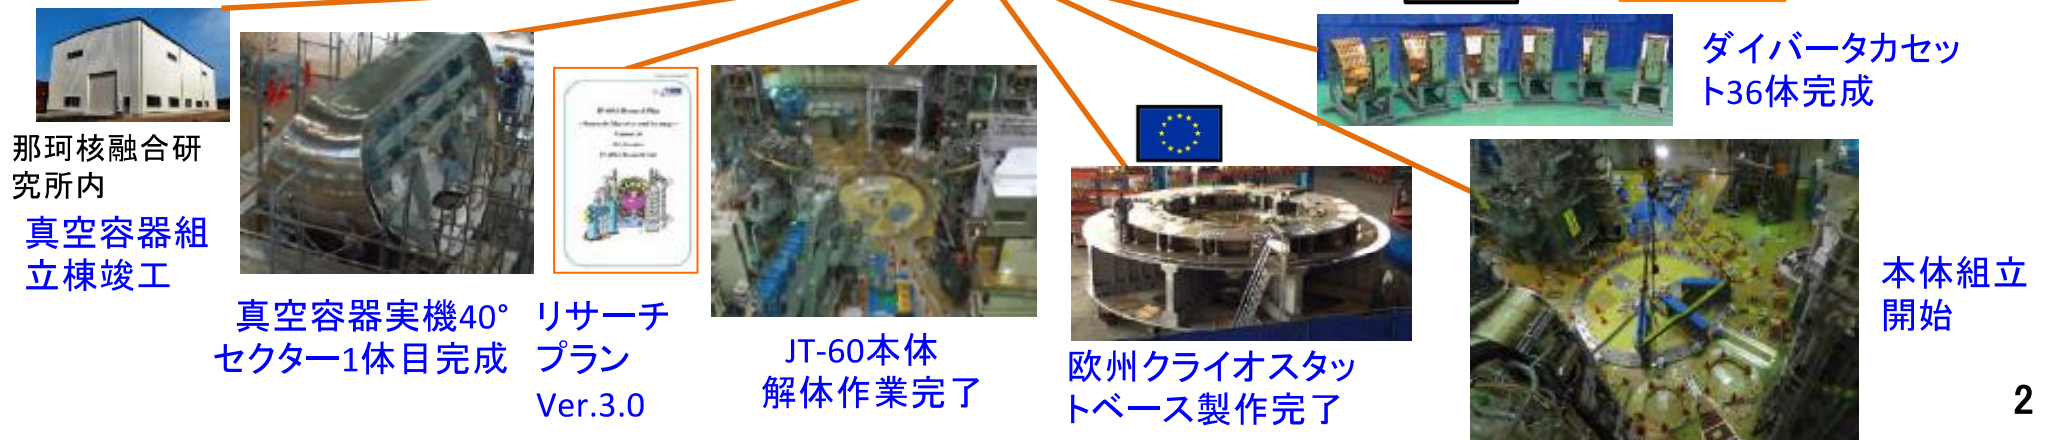 那珂核融合研
究所内
真空容器組
立棟竣工
真空容器実機40°
セクター1体目完成
リサーチ
プラン
Ver.3.0
JT-60本体
解体作業完了
欧州クライオスタッ
トベース製作完了
ダイバータカセッ
ト36体完成
本体組立
開始
2